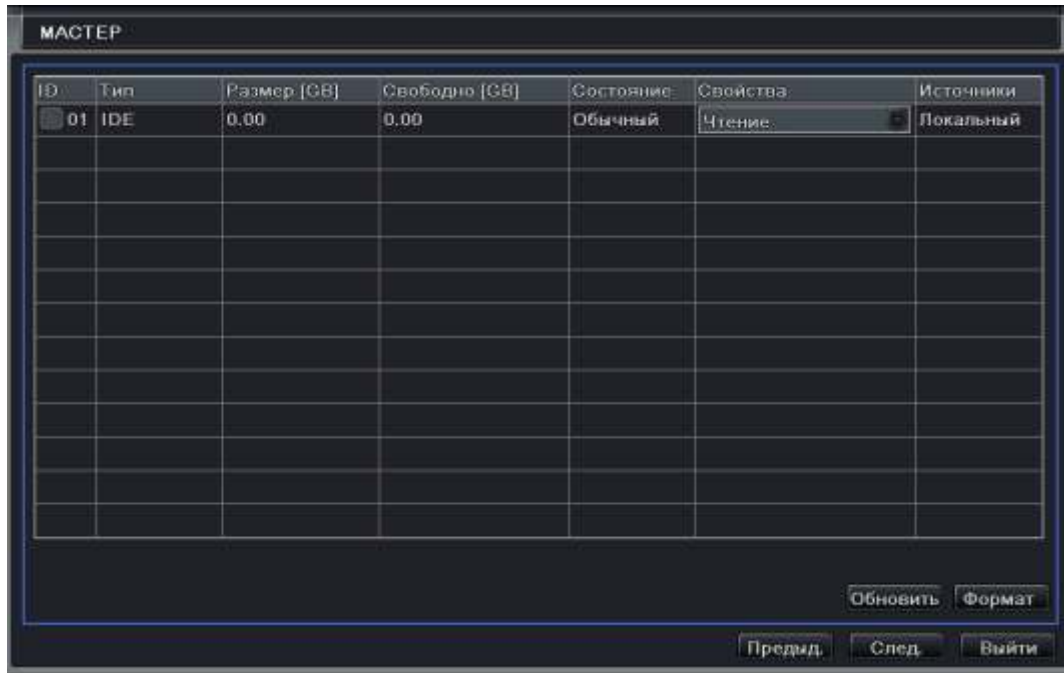 МАСТЕР
ID Тип Размер [GB] Свободно [GB] Состояние Свойства Источники
01 IDE 0.00 0.00 Обычный Чтение Локальный
Обновить Формат
Предыд. След. Выйти